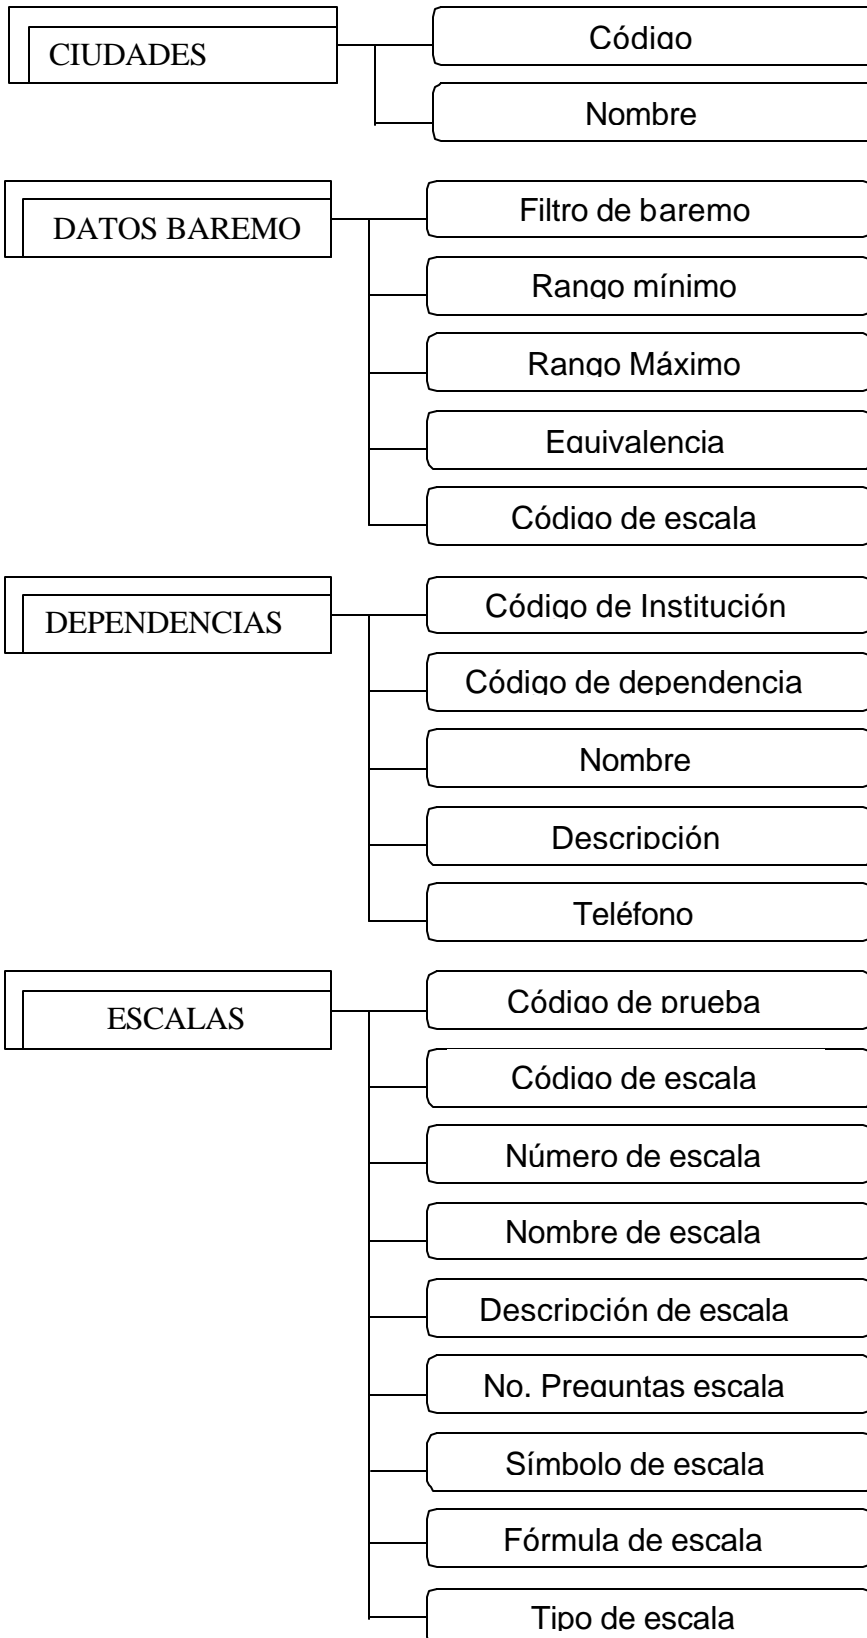 CIUDADES
Código
Nombre
DATOS BAREMO
Filtro de baremo
Rango mínimo
Rango Máximo
Equivalencia
Código de escala
DEPENDENCIAS
Código de Institución
Código de dependencia
Nombre
Descripción
Teléfono
ESCALAS
Código de prueba
Código de escala
Número de escala
Nombre de escala
Descripción de escala
No. Preguntas escala
Símbolo de escala
Fórmula de escala
Tipo de escala